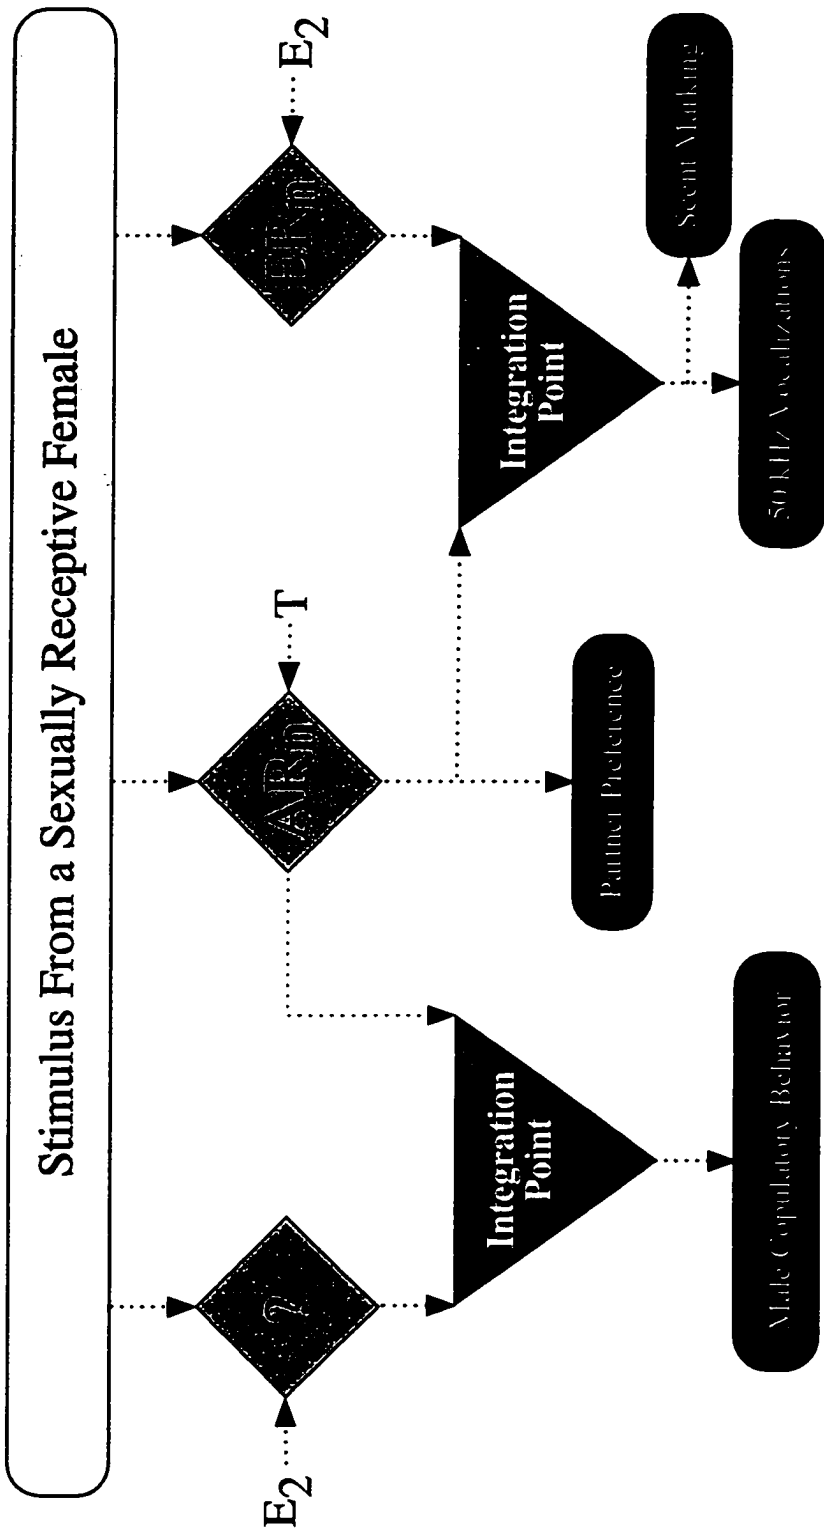 Stimulus From a Sexually Receptive Female
E2
?
ARm
T
ERm
E2
Integration
Point
Integration
Point
Male Copulatory Behavior
Partner Preference
50 kHz Vocalizations
Scent Marking